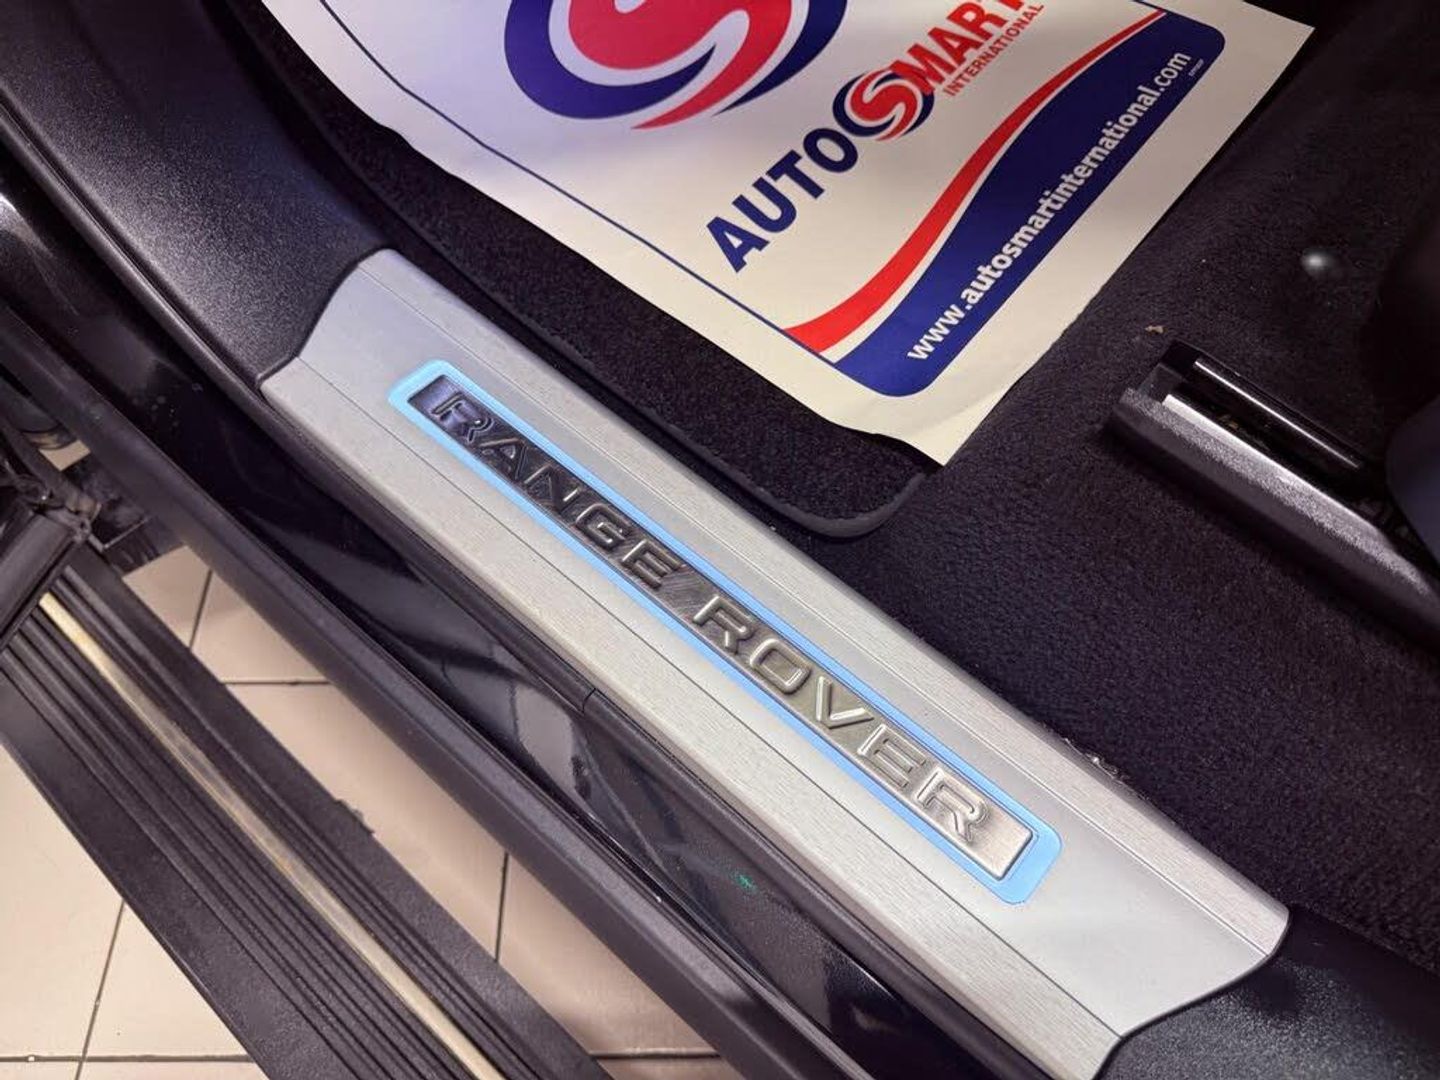 AUTOSMART
INTERNATIONAL
www.autosmartinternational.com
RANGE ROVER